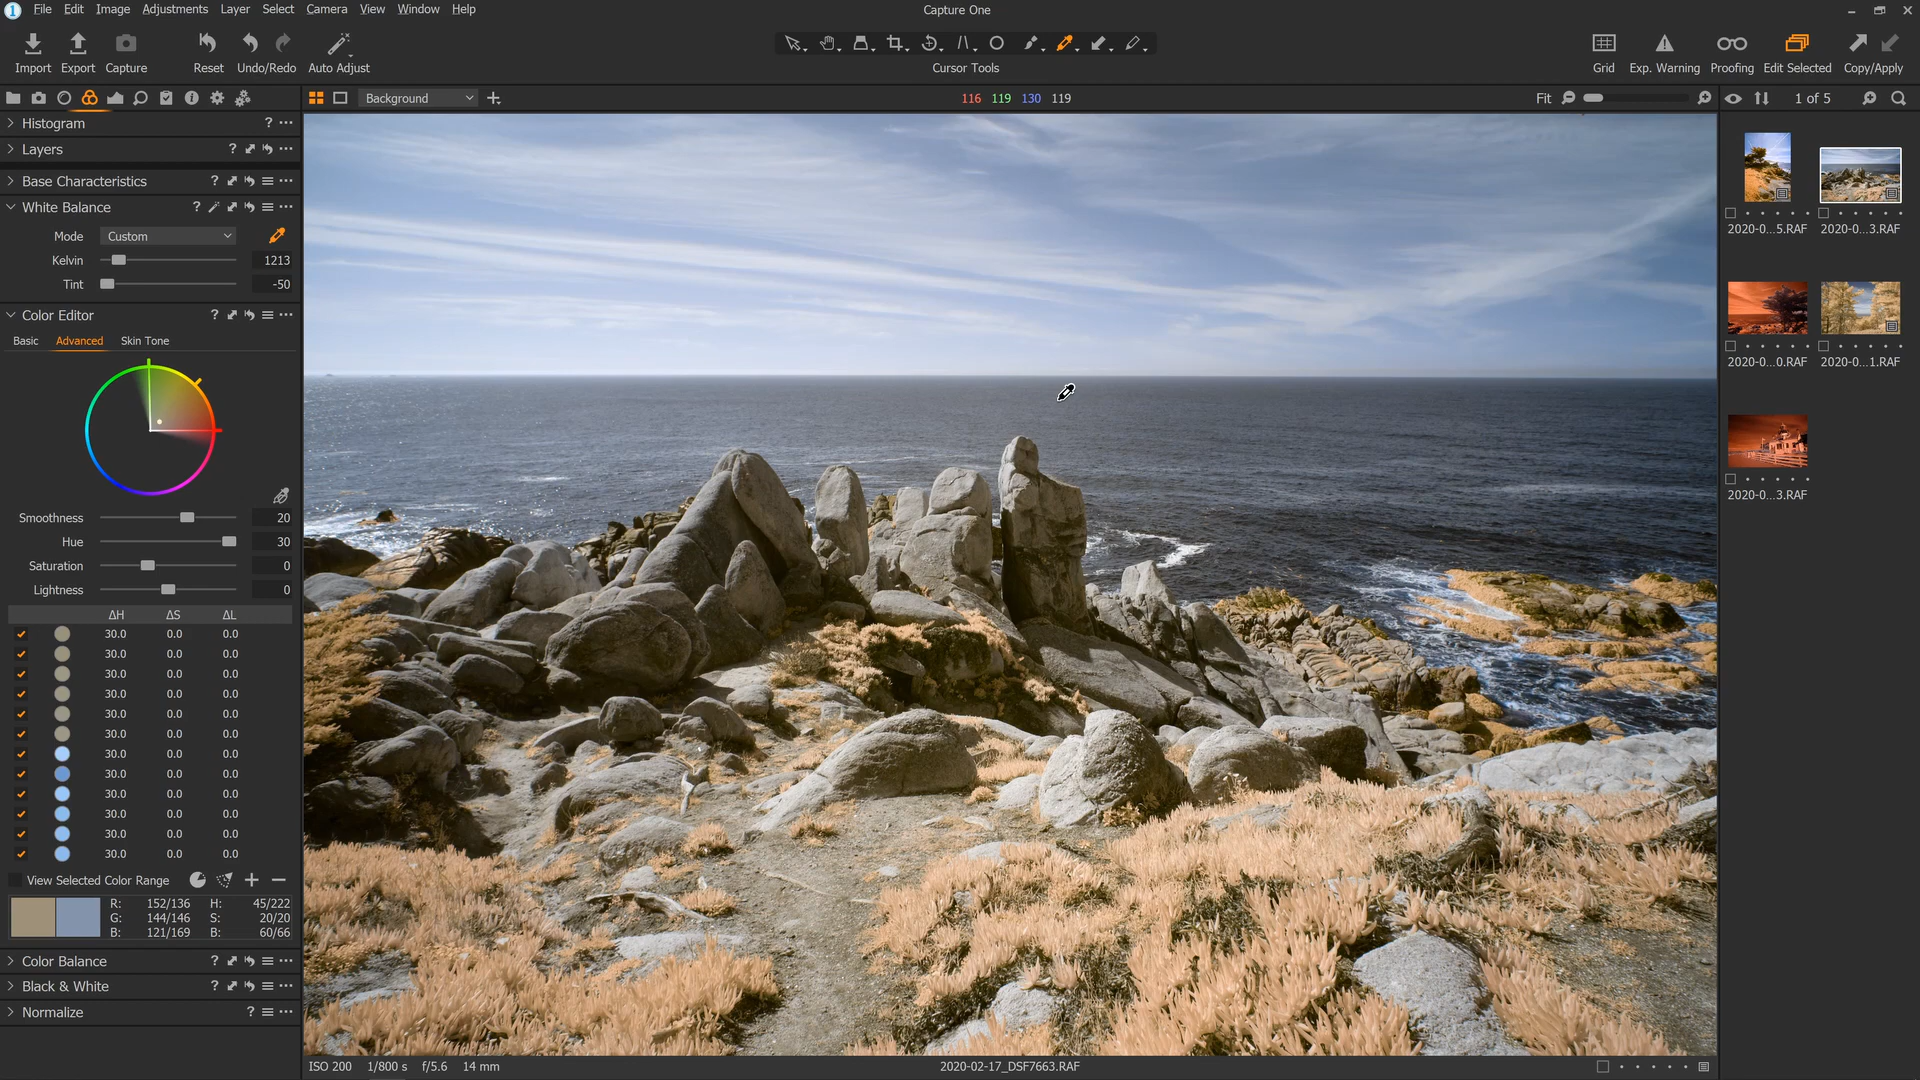 File Edit Image Adjustments Layer Select Camera View Window Help
Capture One
Import Export Capture Reset Undo/Redo Auto Adjust
Cursor Tools
Grid Exp. Warning Proofing Edit Selected Copy/Apply
Background
116 119 130 119
Fit
1 of 5
Histogram ? ...
Layers ? ...
Base Characteristics ? ...
White Balance ? ...
Mode Custom
Kelvin 1213
Tint -50
Color Editor ? ...
Basic Advanced Skin Tone
Smoothness 20
Hue 30
Saturation 0
Lightness 0
ΔH ΔS ΔL
30.0 0.0 0.0
30.0 0.0 0.0
30.0 0.0 0.0
30.0 0.0 0.0
30.0 0.0 0.0
30.0 0.0 0.0
30.0 0.0 0.0
30.0 0.0 0.0
30.0 0.0 0.0
30.0 0.0 0.0
30.0 0.0 0.0
30.0 0.0 0.0
View Selected Color Range
R: 152/136 H: 45/222
G: 144/146 S: 20/20
B: 121/169 B: 60/66
Color Balance ? ...
Black & White ? ...
Normalize ? ...
ISO 200 1/800 s f/5.6 14 mm
2020-02-17_DSF7663.RAF
2020-0...5.RAF 2020-0...3.RAF
2020-0...0.RAF 2020-0...1.RAF
2020-0...3.RAF